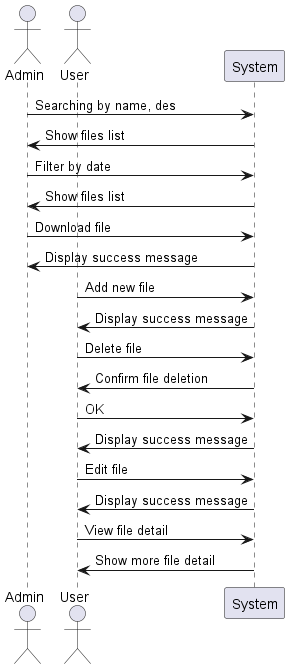 Admin User System
Searching by name, des
Show files list
Filter by date
Show files list
Download file
Display success message
Add new file
Display success message
Delete file
Confirm file deletion
OK
Display success message
Edit file
Display success message
View file detail
Show more file detail
Admin User System